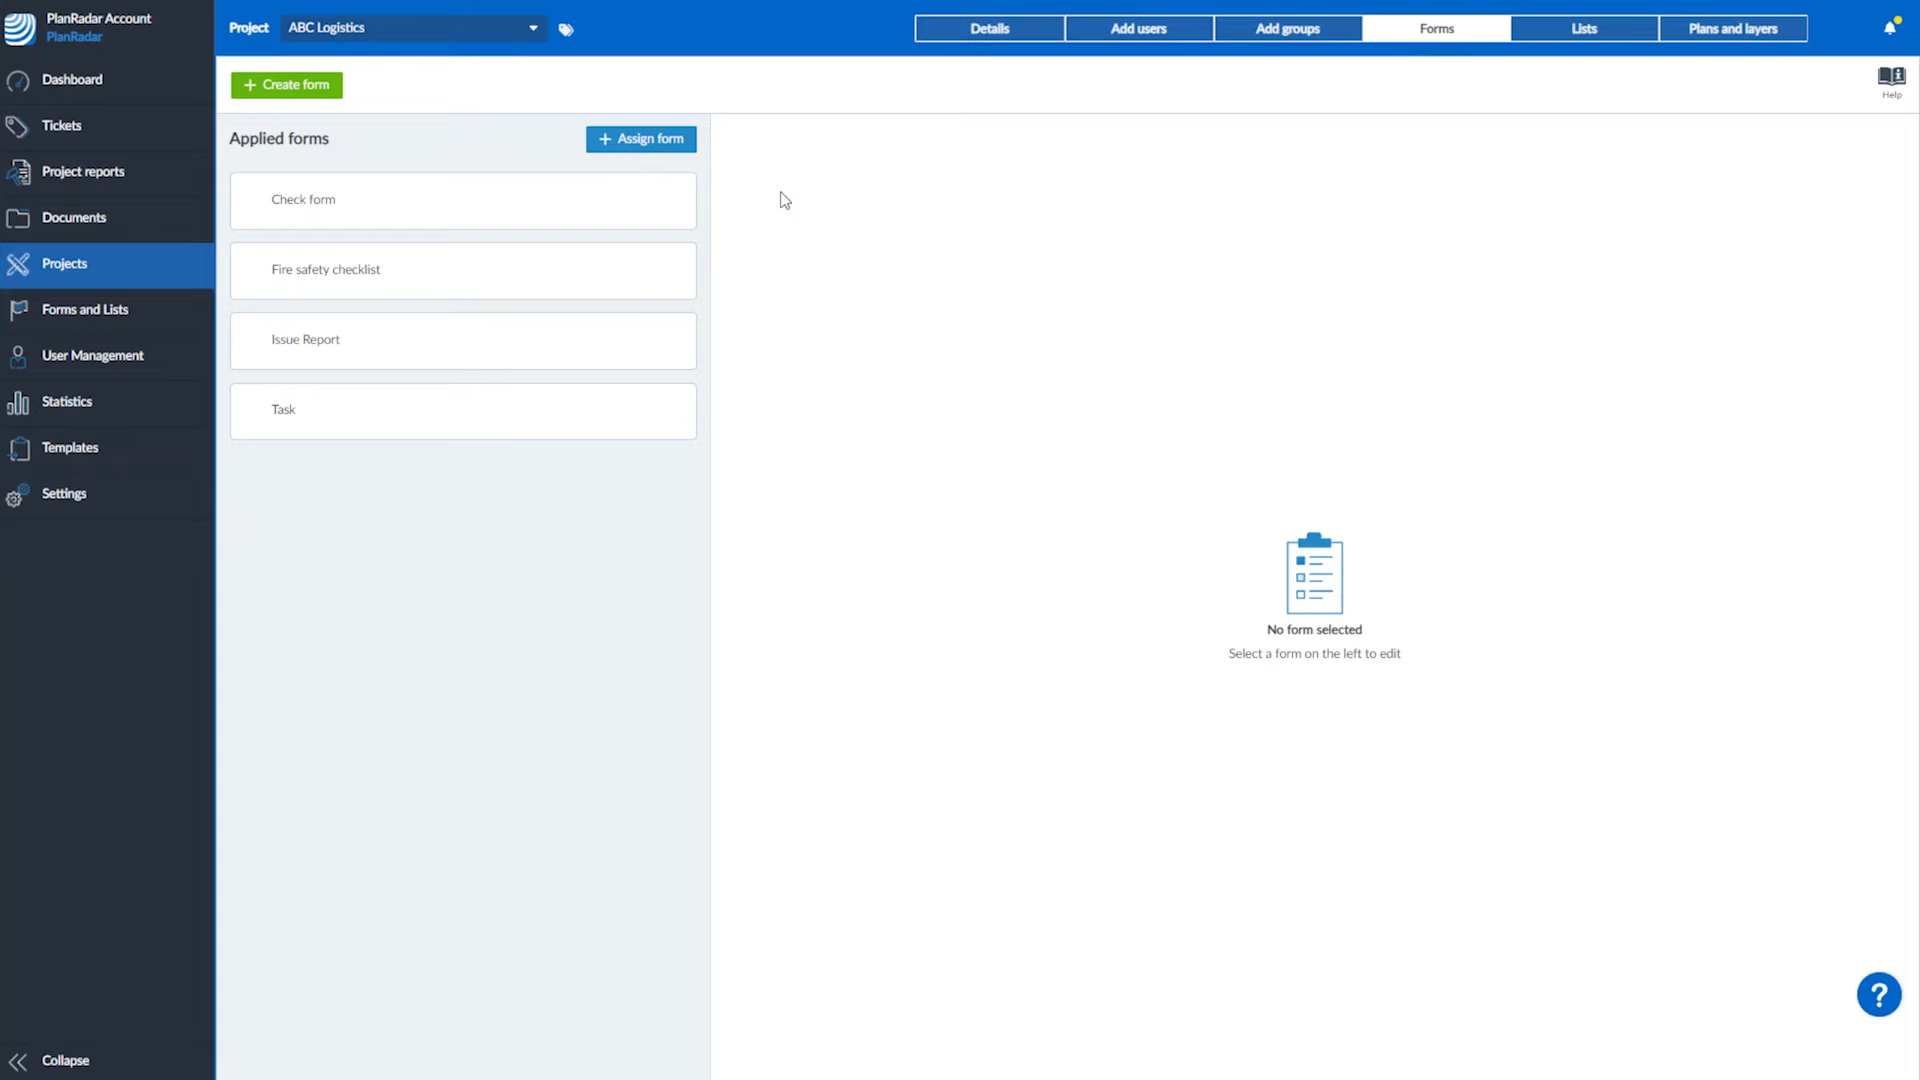 PlanRadar Account
PlanRadar
Project
ABC Logistics
Details
Add users
Add groups
Forms
Lists
Plans and layers
Dashboard
Tickets
Project reports
Documents
Projects
Forms and Lists
User Management
Statistics
Templates
Settings
Collapse
+ Create form
Help
Applied forms
+ Assign form
Check form
Fire safety checklist
Issue Report
Task
No form selected
Select a form on the left to edit
?